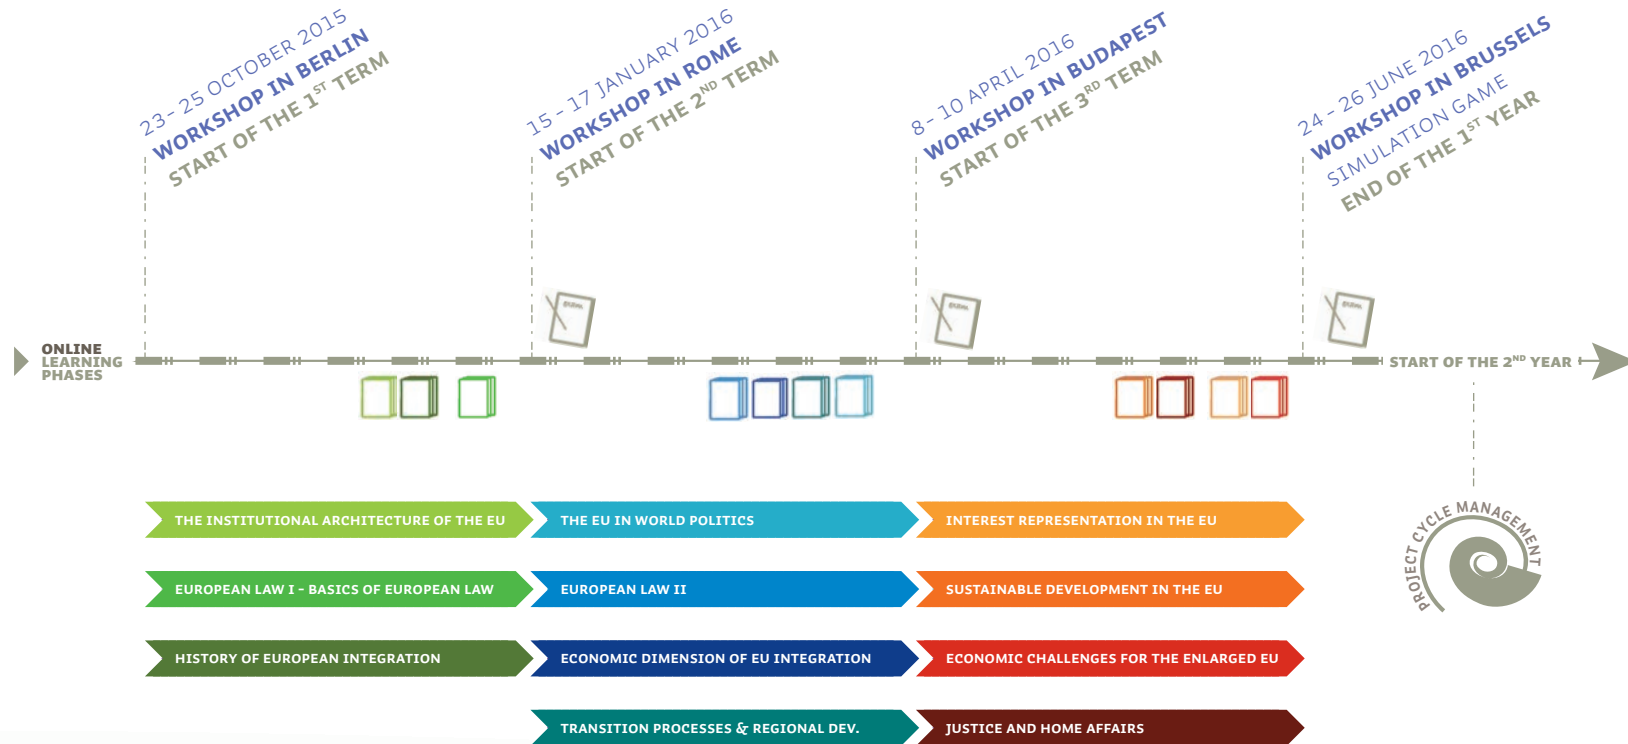 23 – 25 OCTOBER 2015
WORKSHOP IN BERLIN
START OF THE 1ST TERM
15 – 17 JANUARY 2016
WORKSHOP IN ROME
START OF THE 2ND TERM
8 – 10 APRIL 2016
WORKSHOP IN BUDAPEST
START OF THE 3RD TERM
24 – 26 JUNE 2016
WORKSHOP IN BRUSSELS
SIMULATION GAME
END OF THE 1ST YEAR
ONLINE
LEARNING
PHASES
START OF THE 2ND YEAR
THE INSTITUTIONAL ARCHITECTURE OF THE EU
THE EU IN WORLD POLITICS
INTEREST REPRESENTATION IN THE EU
EUROPEAN LAW I – BASICS OF EUROPEAN LAW
EUROPEAN LAW II
SUSTAINABLE DEVELOPMENT IN THE EU
HISTORY OF EUROPEAN INTEGRATION
ECONOMIC DIMENSION OF EU INTEGRATION
ECONOMIC CHALLENGES FOR THE ENLARGED EU
TRANSITION PROCESSES & REGIONAL DEV.
JUSTICE AND HOME AFFAIRS
PROJECT CYCLE MANAGEMENT